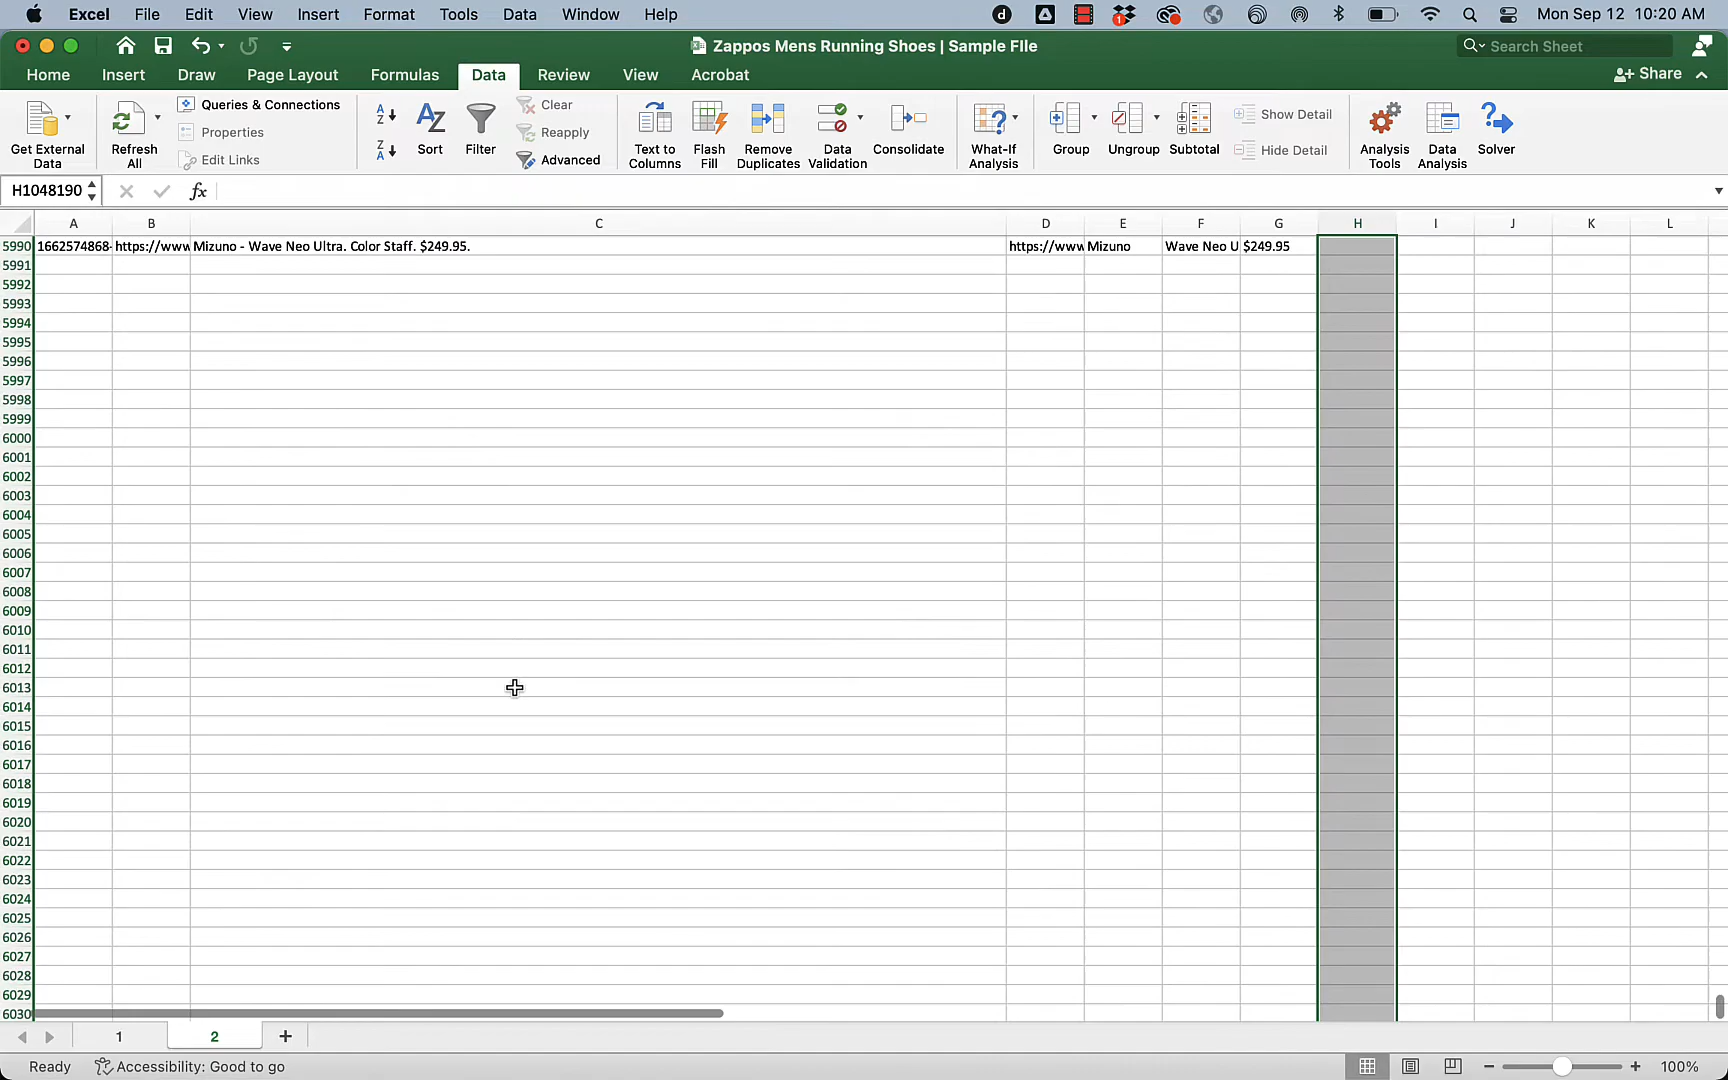 Excel File Edit View Insert Format Tools Data Window Help Mon Sep 12 10:20 AM
Zappos Mens Running Shoes | Sample FIle
Search Sheet
Home Insert Draw Page Layout Formulas Data Review View Acrobat Share
Get External Data
Refresh All
Queries & Connections
Properties
Edit Links
Sort
Filter
Clear
Reapply
Advanced
Text to Columns
Flash Fill
Remove Duplicates
Data Validation
Consolidate
What-If Analysis
Group
Ungroup
Subtotal
Show Detail
Hide Detail
Analysis Tools
Data Analysis
Solver
H1048190 fx
A B C D E F G H I J K L
5990 1662574868- https://www Mizuno - Wave Neo Ultra. Color Staff. $249.95. https://www Mizuno Wave Neo U $249.95
5991
5992
5993
5994
5995
5996
5997
5998
5999
6000
6001
6002
6003
6004
6005
6006
6007
6008
6009
6010
6011
6012
6013
6014
6015
6016
6017
6018
6019
6020
6021
6022
6023
6024
6025
6026
6027
6028
6029
6030
1 2 +
Ready Accessibility: Good to go 100%